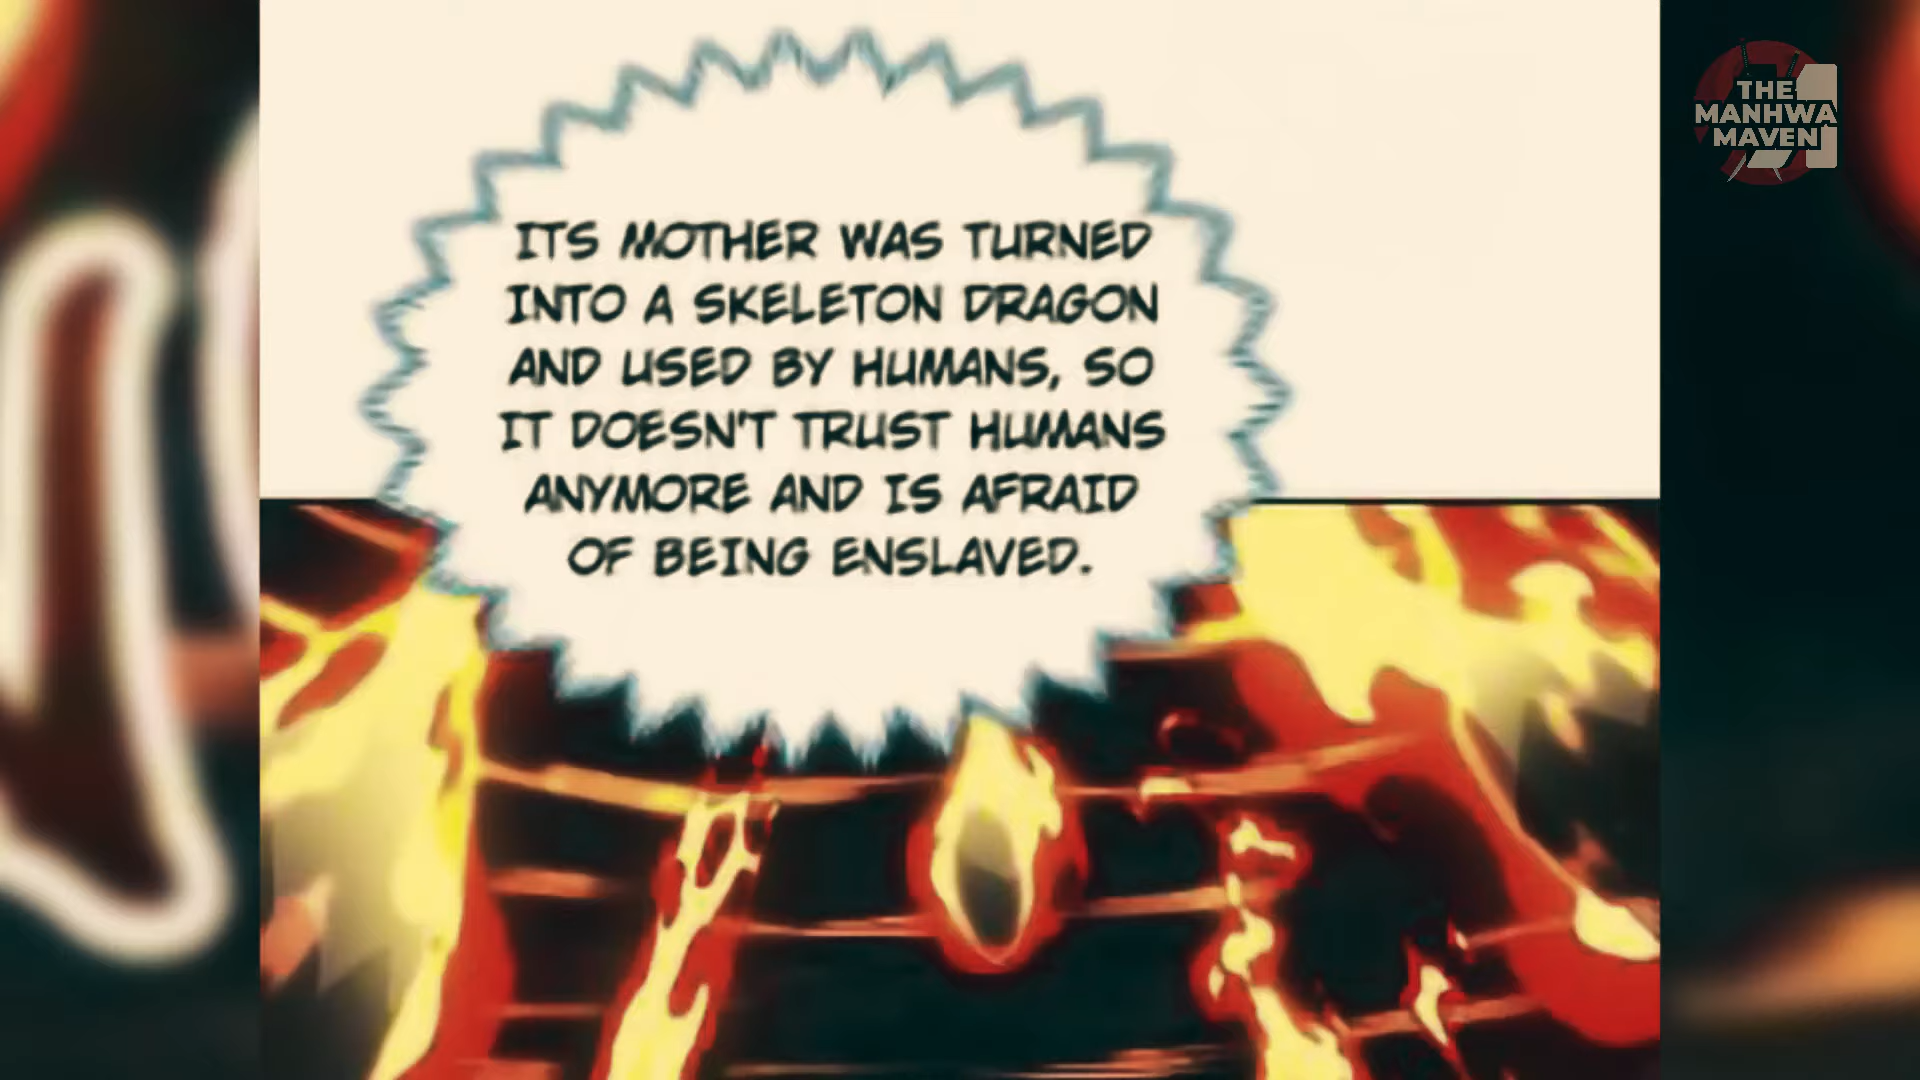 ITS MOTHER WAS TURNED
INTO A SKELETON DRAGON
AND USED BY HUMANS, SO
IT DOESN'T TRUST HUMANS
ANYMORE AND IS AFRAID
OF BEING ENSLAVED.
THE
MANHWA
MAVEN